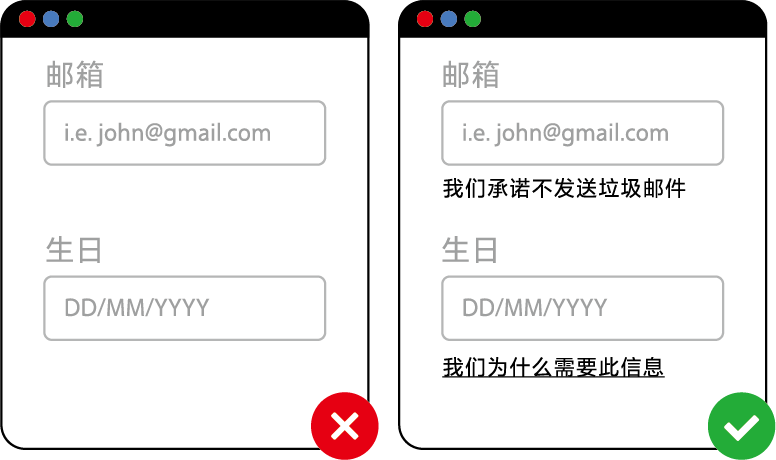 邮箱
i.e. john@gmail.com
生日
DD/MM/YYYY
邮箱
i.e. john@gmail.com
我们承诺不发送垃圾邮件
生日
DD/MM/YYYY
我们为什么需要此信息